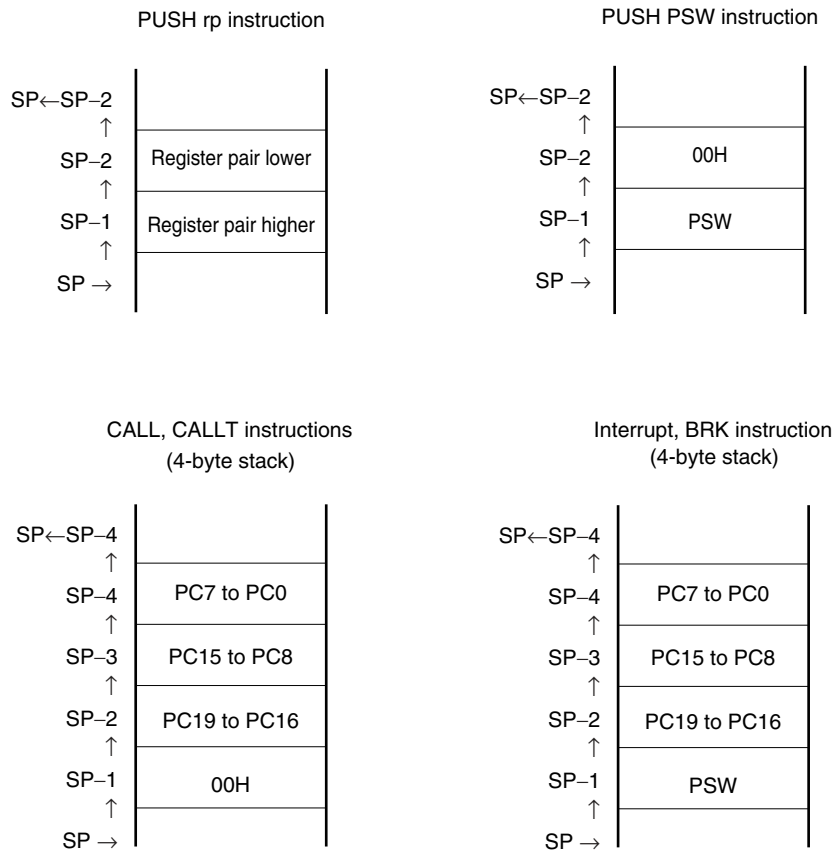 PUSH rp instruction
SP←SP–2
↑
SP–2
Register pair lower
↑
SP–1
Register pair higher
↑
SP →
PUSH PSW instruction
SP←SP–2
↑
SP–2
00H
↑
SP–1
PSW
↑
SP →
CALL, CALLT instructions
(4-byte stack)
SP←SP–4
↑
SP–4
PC7 to PC0
↑
SP–3
PC15 to PC8
↑
SP–2
PC19 to PC16
↑
SP–1
00H
↑
SP →
Interrupt, BRK instruction
(4-byte stack)
SP←SP–4
↑
SP–4
PC7 to PC0
↑
SP–3
PC15 to PC8
↑
SP–2
PC19 to PC16
↑
SP–1
PSW
↑
SP →